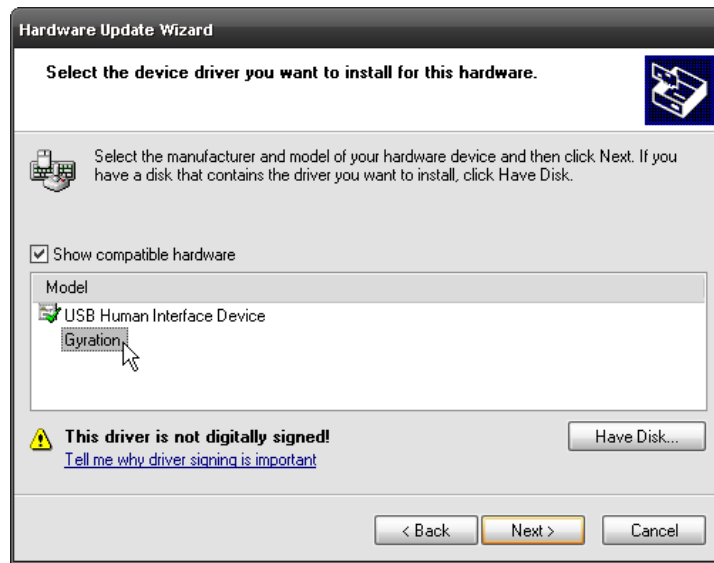 Hardware Update Wizard
Select the device driver you want to install for this hardware.
Select the manufacturer and model of your hardware device and then click Next. If you
have a disk that contains the driver you want to install, click Have Disk.
Show compatible hardware
Model
USB Human Interface Device
Gyration
This driver is not digitally signed!
Have Disk...
Tell me why driver signing is important
< Back
Next >
Cancel